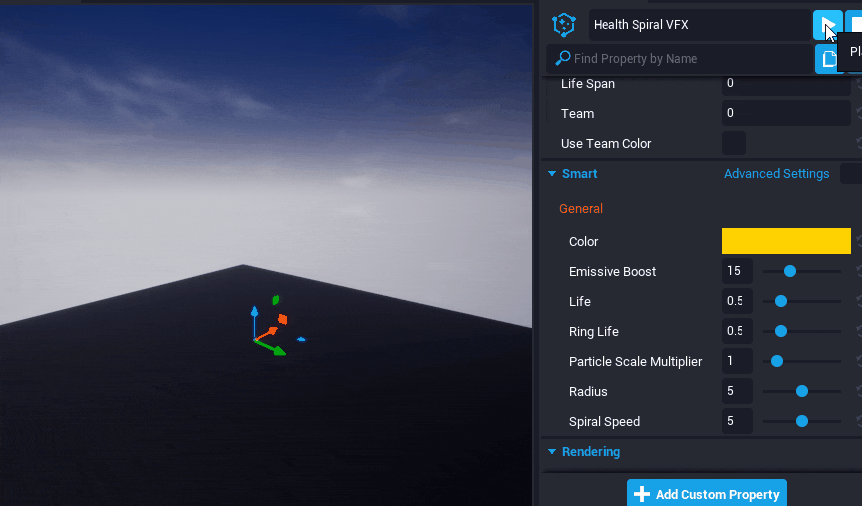 Health Spiral VFX
Find Property by Name
Life Span 0
Team 0
Use Team Color
Smart Advanced Settings
General
Color
Emissive Boost 15
Life 0.5
Ring Life 0.5
Particle Scale Multiplier 1
Radius 5
Spiral Speed 5
Rendering
Add Custom Property